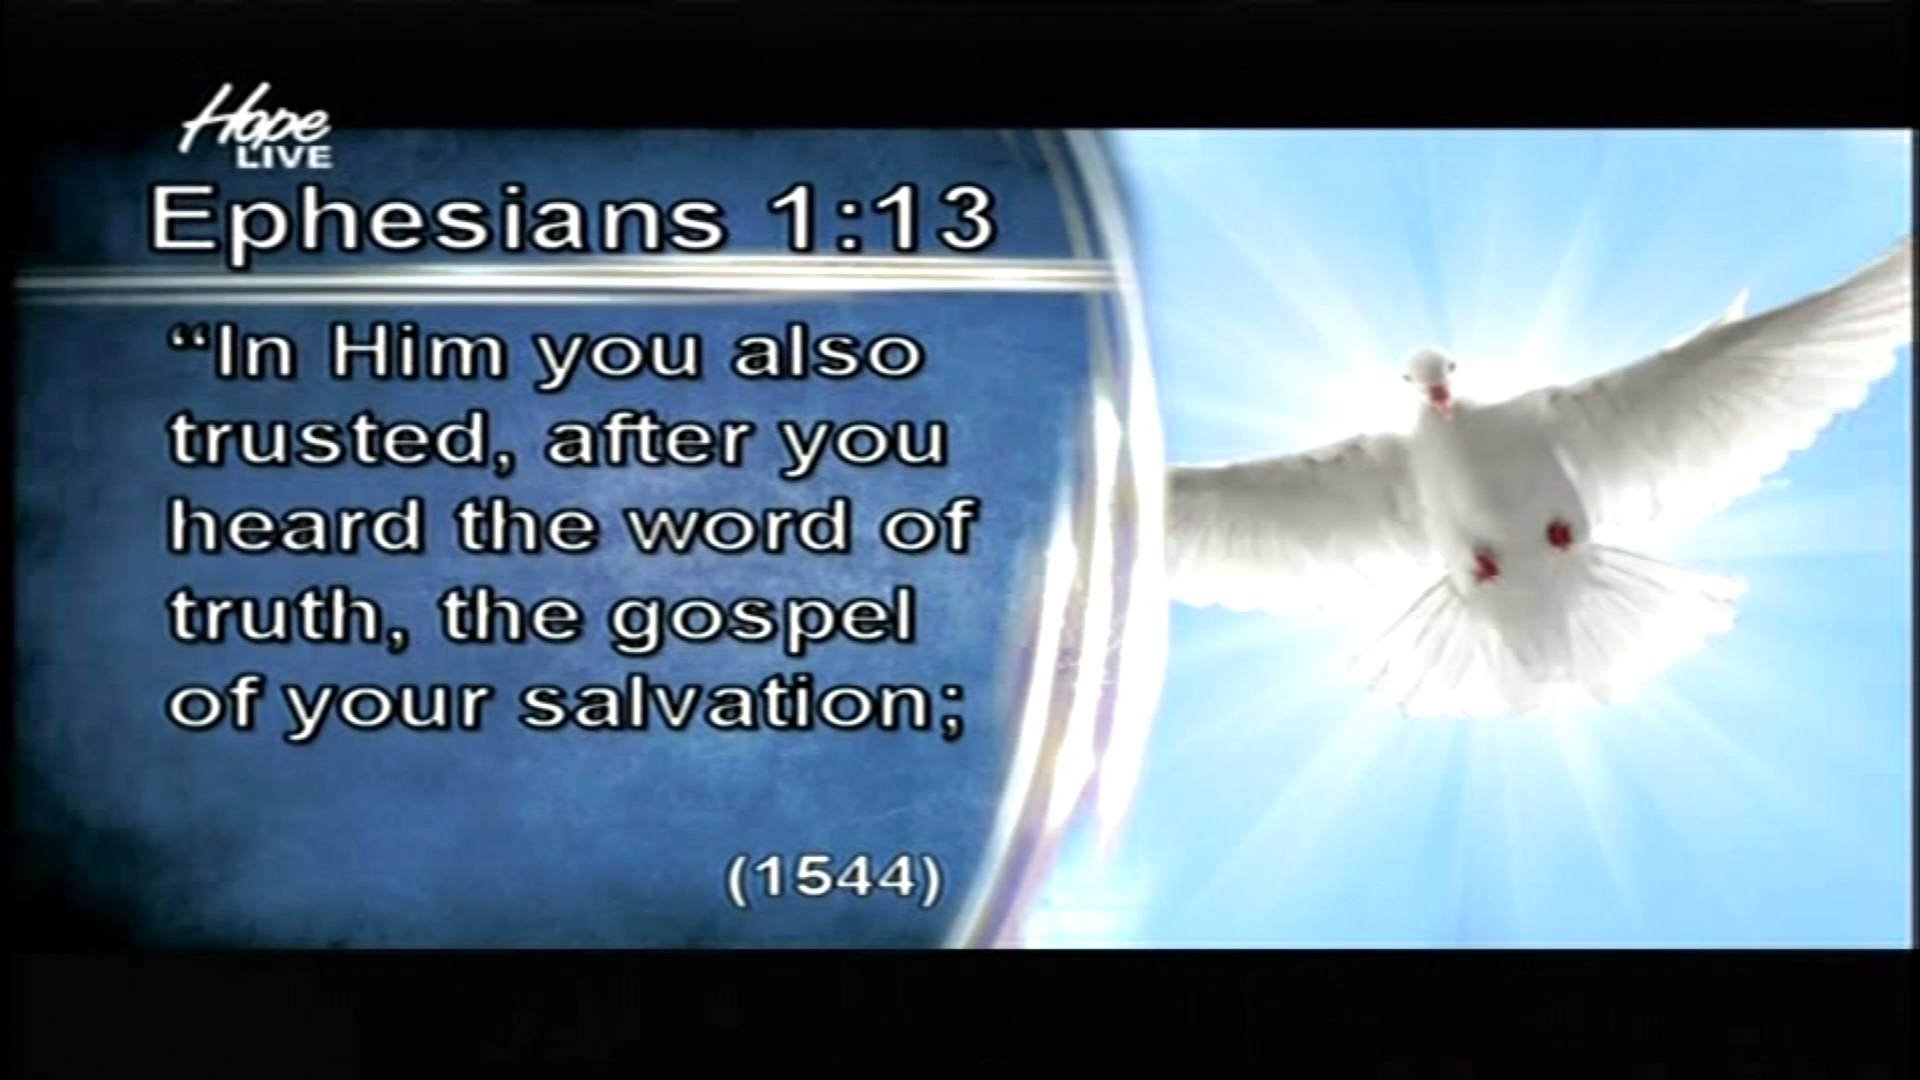 Hope
LIVE
Ephesians 1:13
“In Him you also
trusted, after you
heard the word of
truth, the gospel
of your salvation;
(1544)